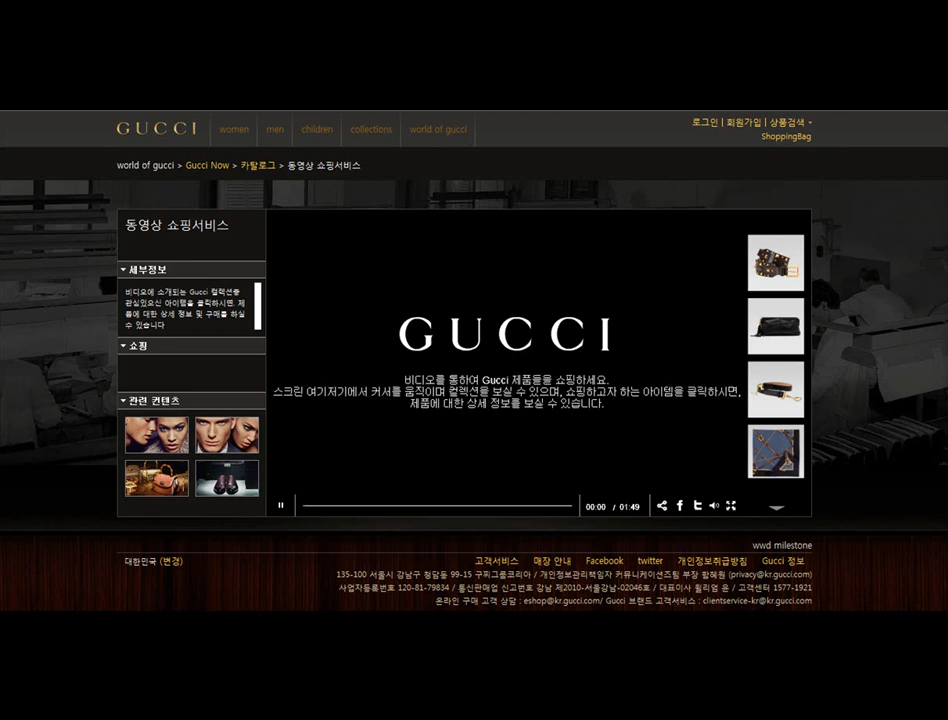 GUCCI
women
men
children
collections
world of gucci
로그인 | 회원가입 | 상품검색
ShoppingBag
world of gucci > Gucci Now > 카탈로그 > 동영상 쇼핑서비스
동영상 쇼핑서비스
세부정보
비디오에 소개되는 Gucci 컬렉션중
관심있으신 아이템을 클릭하시면, 제
품에 대한 상세 정보 및 구매를 하실
수 있습니다
쇼핑
관련 컨텐츠
GUCCI
비디오를 통하여 Gucci 제품들을 쇼핑하세요.
스크린 여기저기에서 커서를 움직이며 컬렉션을 보실 수 있으며, 쇼핑하고자 하는 아이템을 클릭하시면,
제품에 대한 상세 정보를 보실 수 있습니다.
00:00 / 01:49
wwd milestone
대한민국 (변경)
고객서비스 매장 안내 Facebook twitter 개인정보취급방침 Gucci 정보
135-100 서울시 강남구 청담동 99-15 구찌그룹코리아 / 개인정보관리책임자 커뮤니케이션즈팀 부장 함혜원 (privacy@kr.gucci.com)
사업자등록번호 120-81-79834 / 통신판매업 신고번호 강남 제2010-서울강남-02046호 / 대표이사 윌리엄 윤 / 고객센터 1577-1921
온라인 구매 고객 상담 : eshop@kr.gucci.com/ Gucci 브랜드 고객서비스 : clientservice-kr@kr.gucci.com